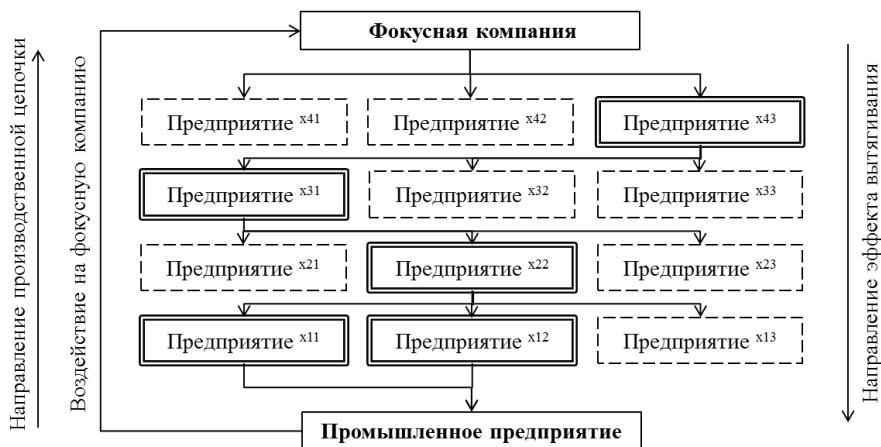 Фокусная компания
Предприятие x41
Предприятие x42
Предприятие x43
Предприятие x31
Предприятие x32
Предприятие x33
Предприятие x21
Предприятие x22
Предприятие x23
Предприятие x11
Предприятие x12
Предприятие x13
Промышленное предприятие
Направление производственной цепочки
Воздействие на фокусную компанию
Направление эффекта вытягивания